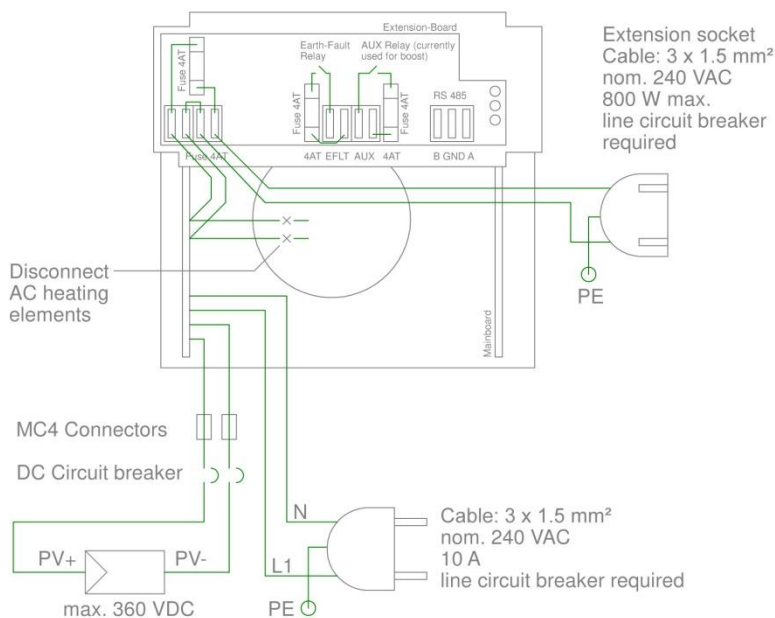 Extension-Board
Earth-Fault
Relay
AUX Relay (currently
used for boost)
Fuse 4AT
Fuse 4AT
Fuse 4AT
RS 485
Fuse 4AT
4AT EFLT AUX 4AT
B GND A
Extension socket
Cable: 3 x 1.5 mm²
nom. 240 VAC
800 W max.
line circuit breaker
required
PE
Disconnect
AC heating
elements
Mainboard
MC4 Connectors
DC Circuit breaker
PV+
PV-
max. 360 VDC
N
L1
PE
Cable: 3 x 1.5 mm²
nom. 240 VAC
10 A
line circuit breaker required